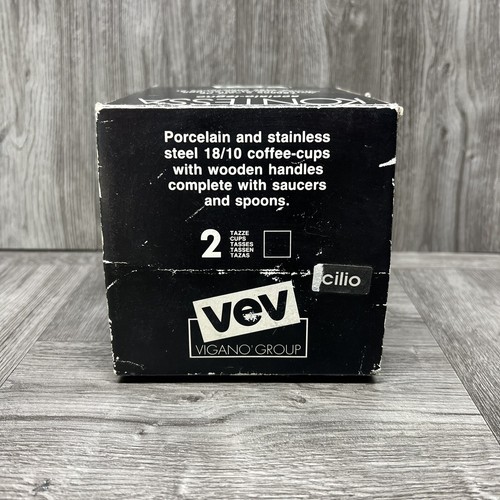 KONTESSA
Porcelain and stainless
steel 18/10 coffee-cups
with wooden handles
complete with saucers
and spoons.
2
TAZZE
CUPS
TASSES
TASSEN
TAZAS
cilio
vev
VIGANO' GROUP